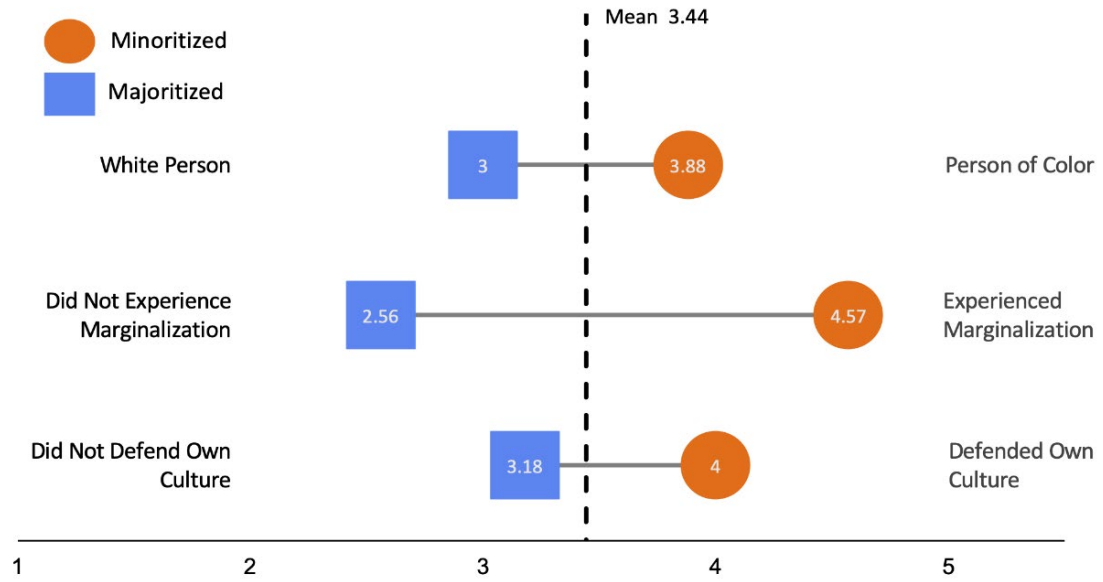 Mean 3.44
Minoritized
Majoritized
White Person
3
3.88
Person of Color
Did Not Experience
Marginalization
2.56
4.57
Experienced
Marginalization
Did Not Defend Own
Culture
3.18
4
Defended Own
Culture
1 2 3 4 5